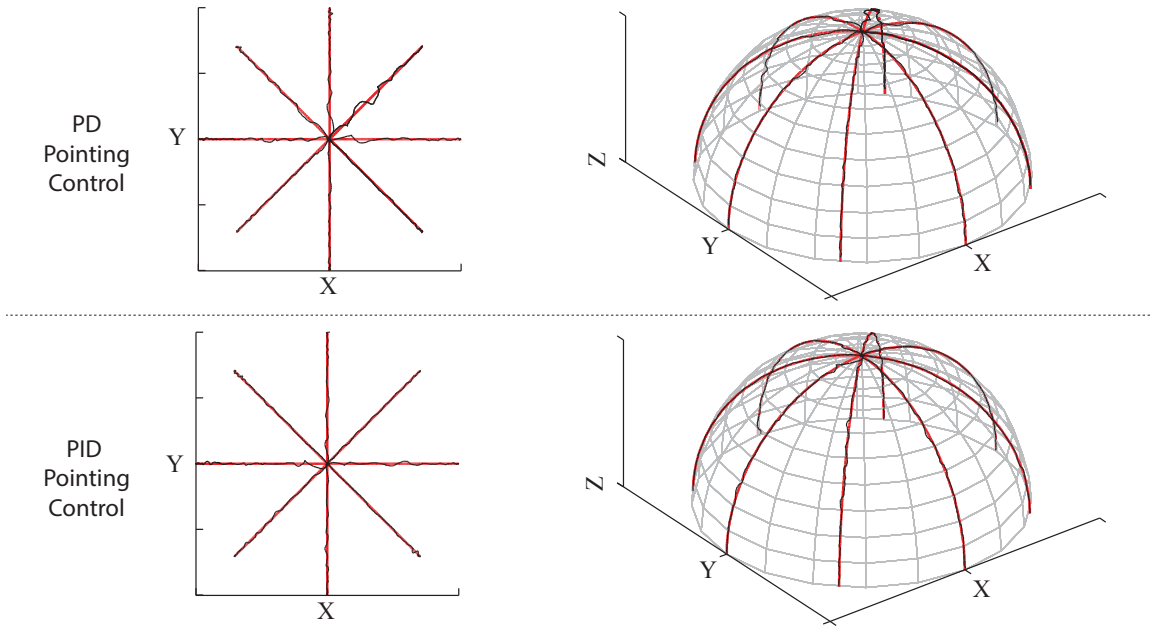 PD
Pointing
Control
Y
X
Z
Y
X
PID
Pointing
Control
Y
X
Z
Y
X